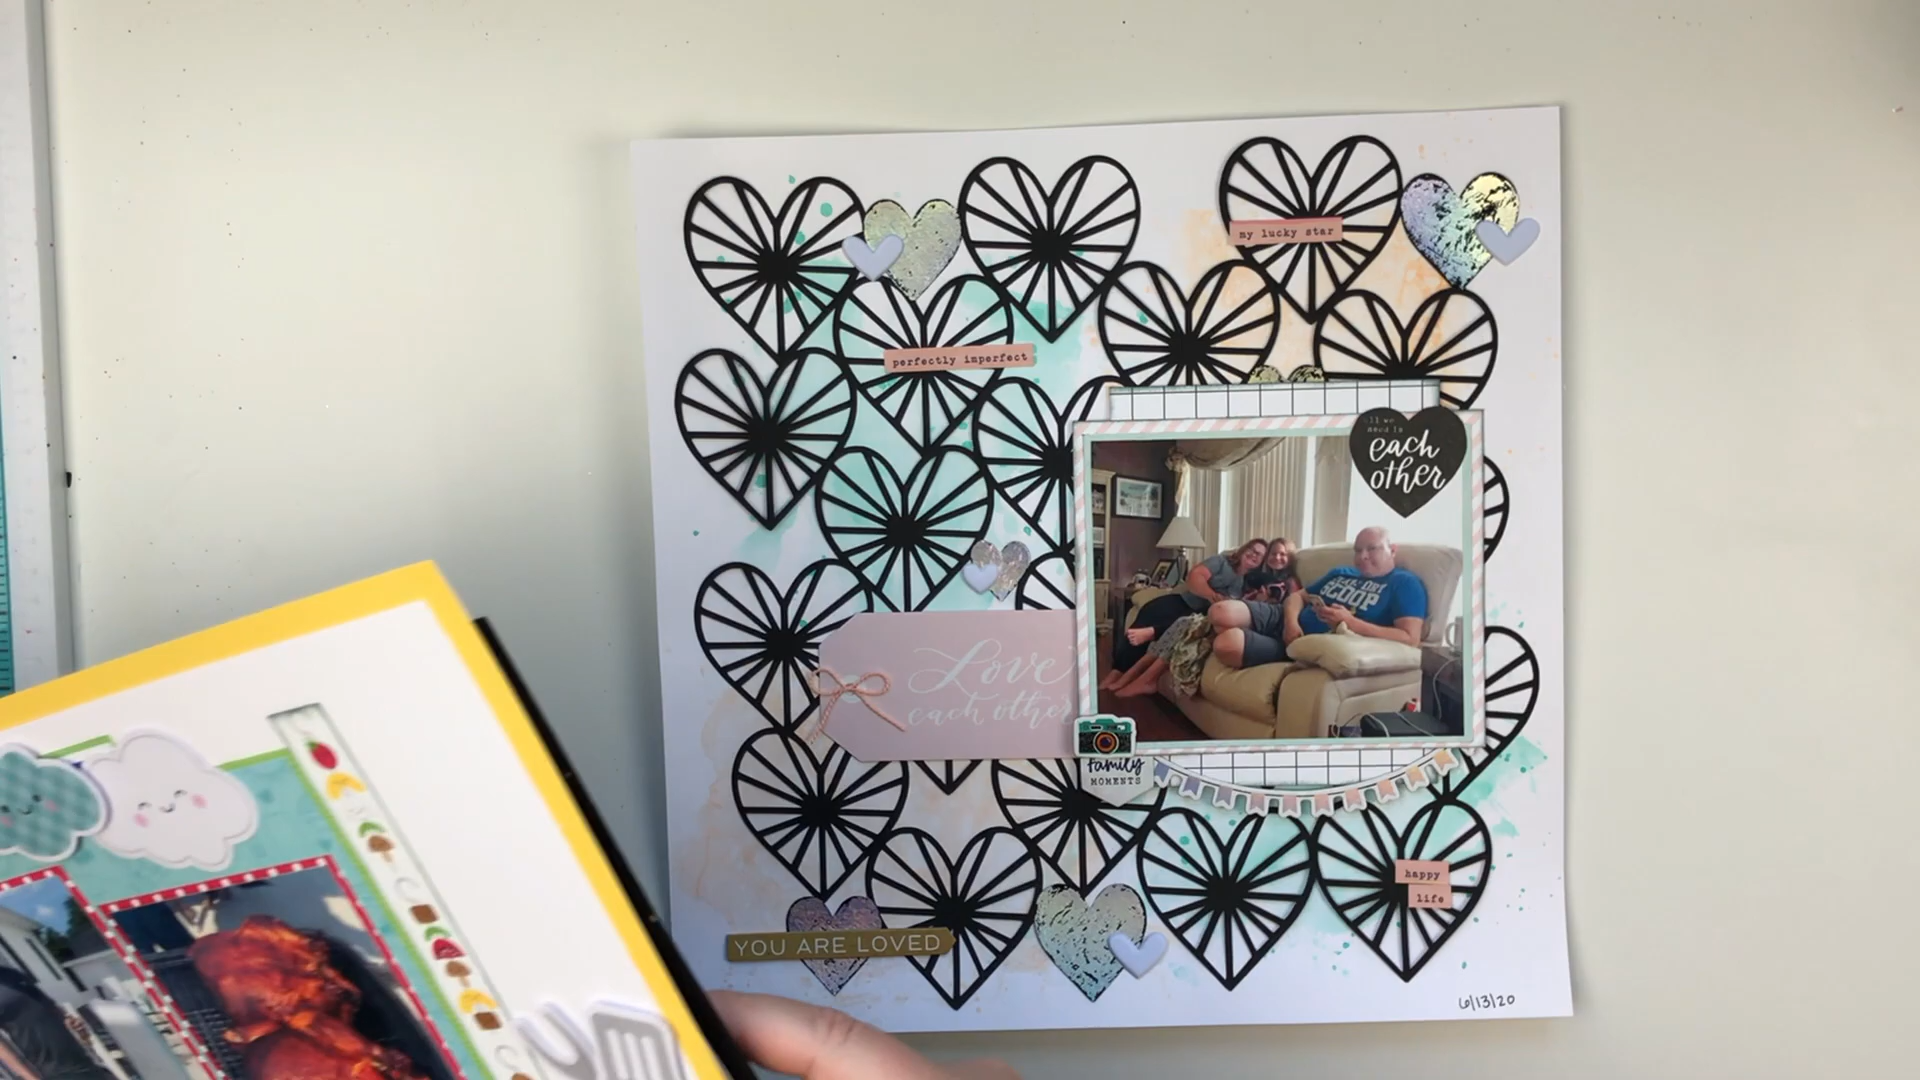 my lucky star
perfectly imperfect
all we
need is
each
other
SCOOP
Love
each other
family
MOMENTS
happy
life
YOU ARE LOVED
6/13/20